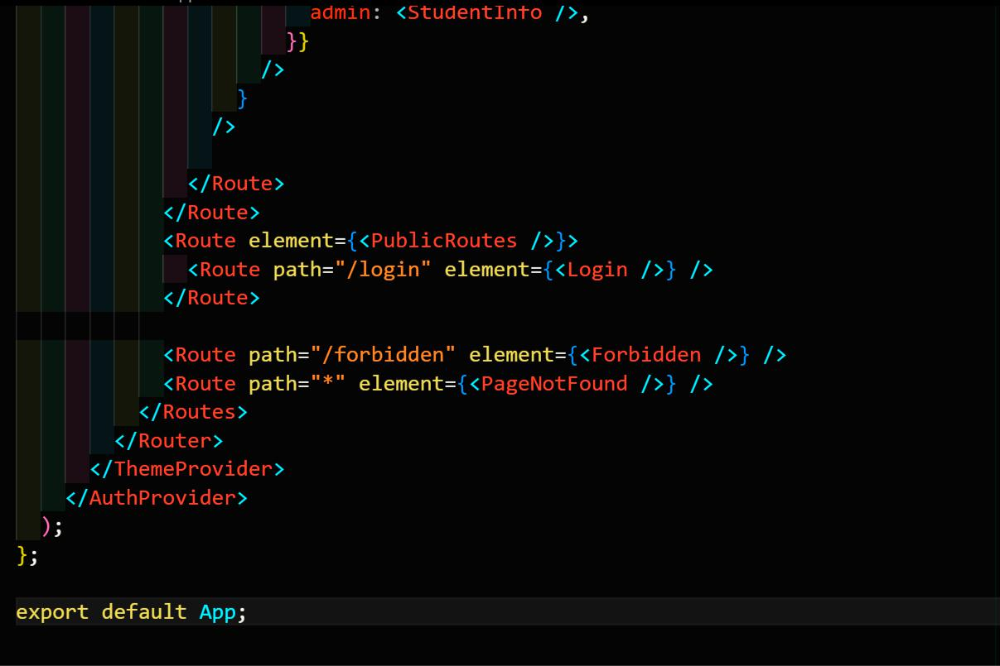 admin: <StudentInfo />,
}}
/>
}
/>
</Route>
</Route>
<Route element={<PublicRoutes />}>
<Route path="/login" element={<Login />} />
</Route>
<Route path="/forbidden" element={<Forbidden />} />
<Route path="*" element={<PageNotFound />} />
</Routes>
</Router>
</ThemeProvider>
</AuthProvider>
);
};
export default App;